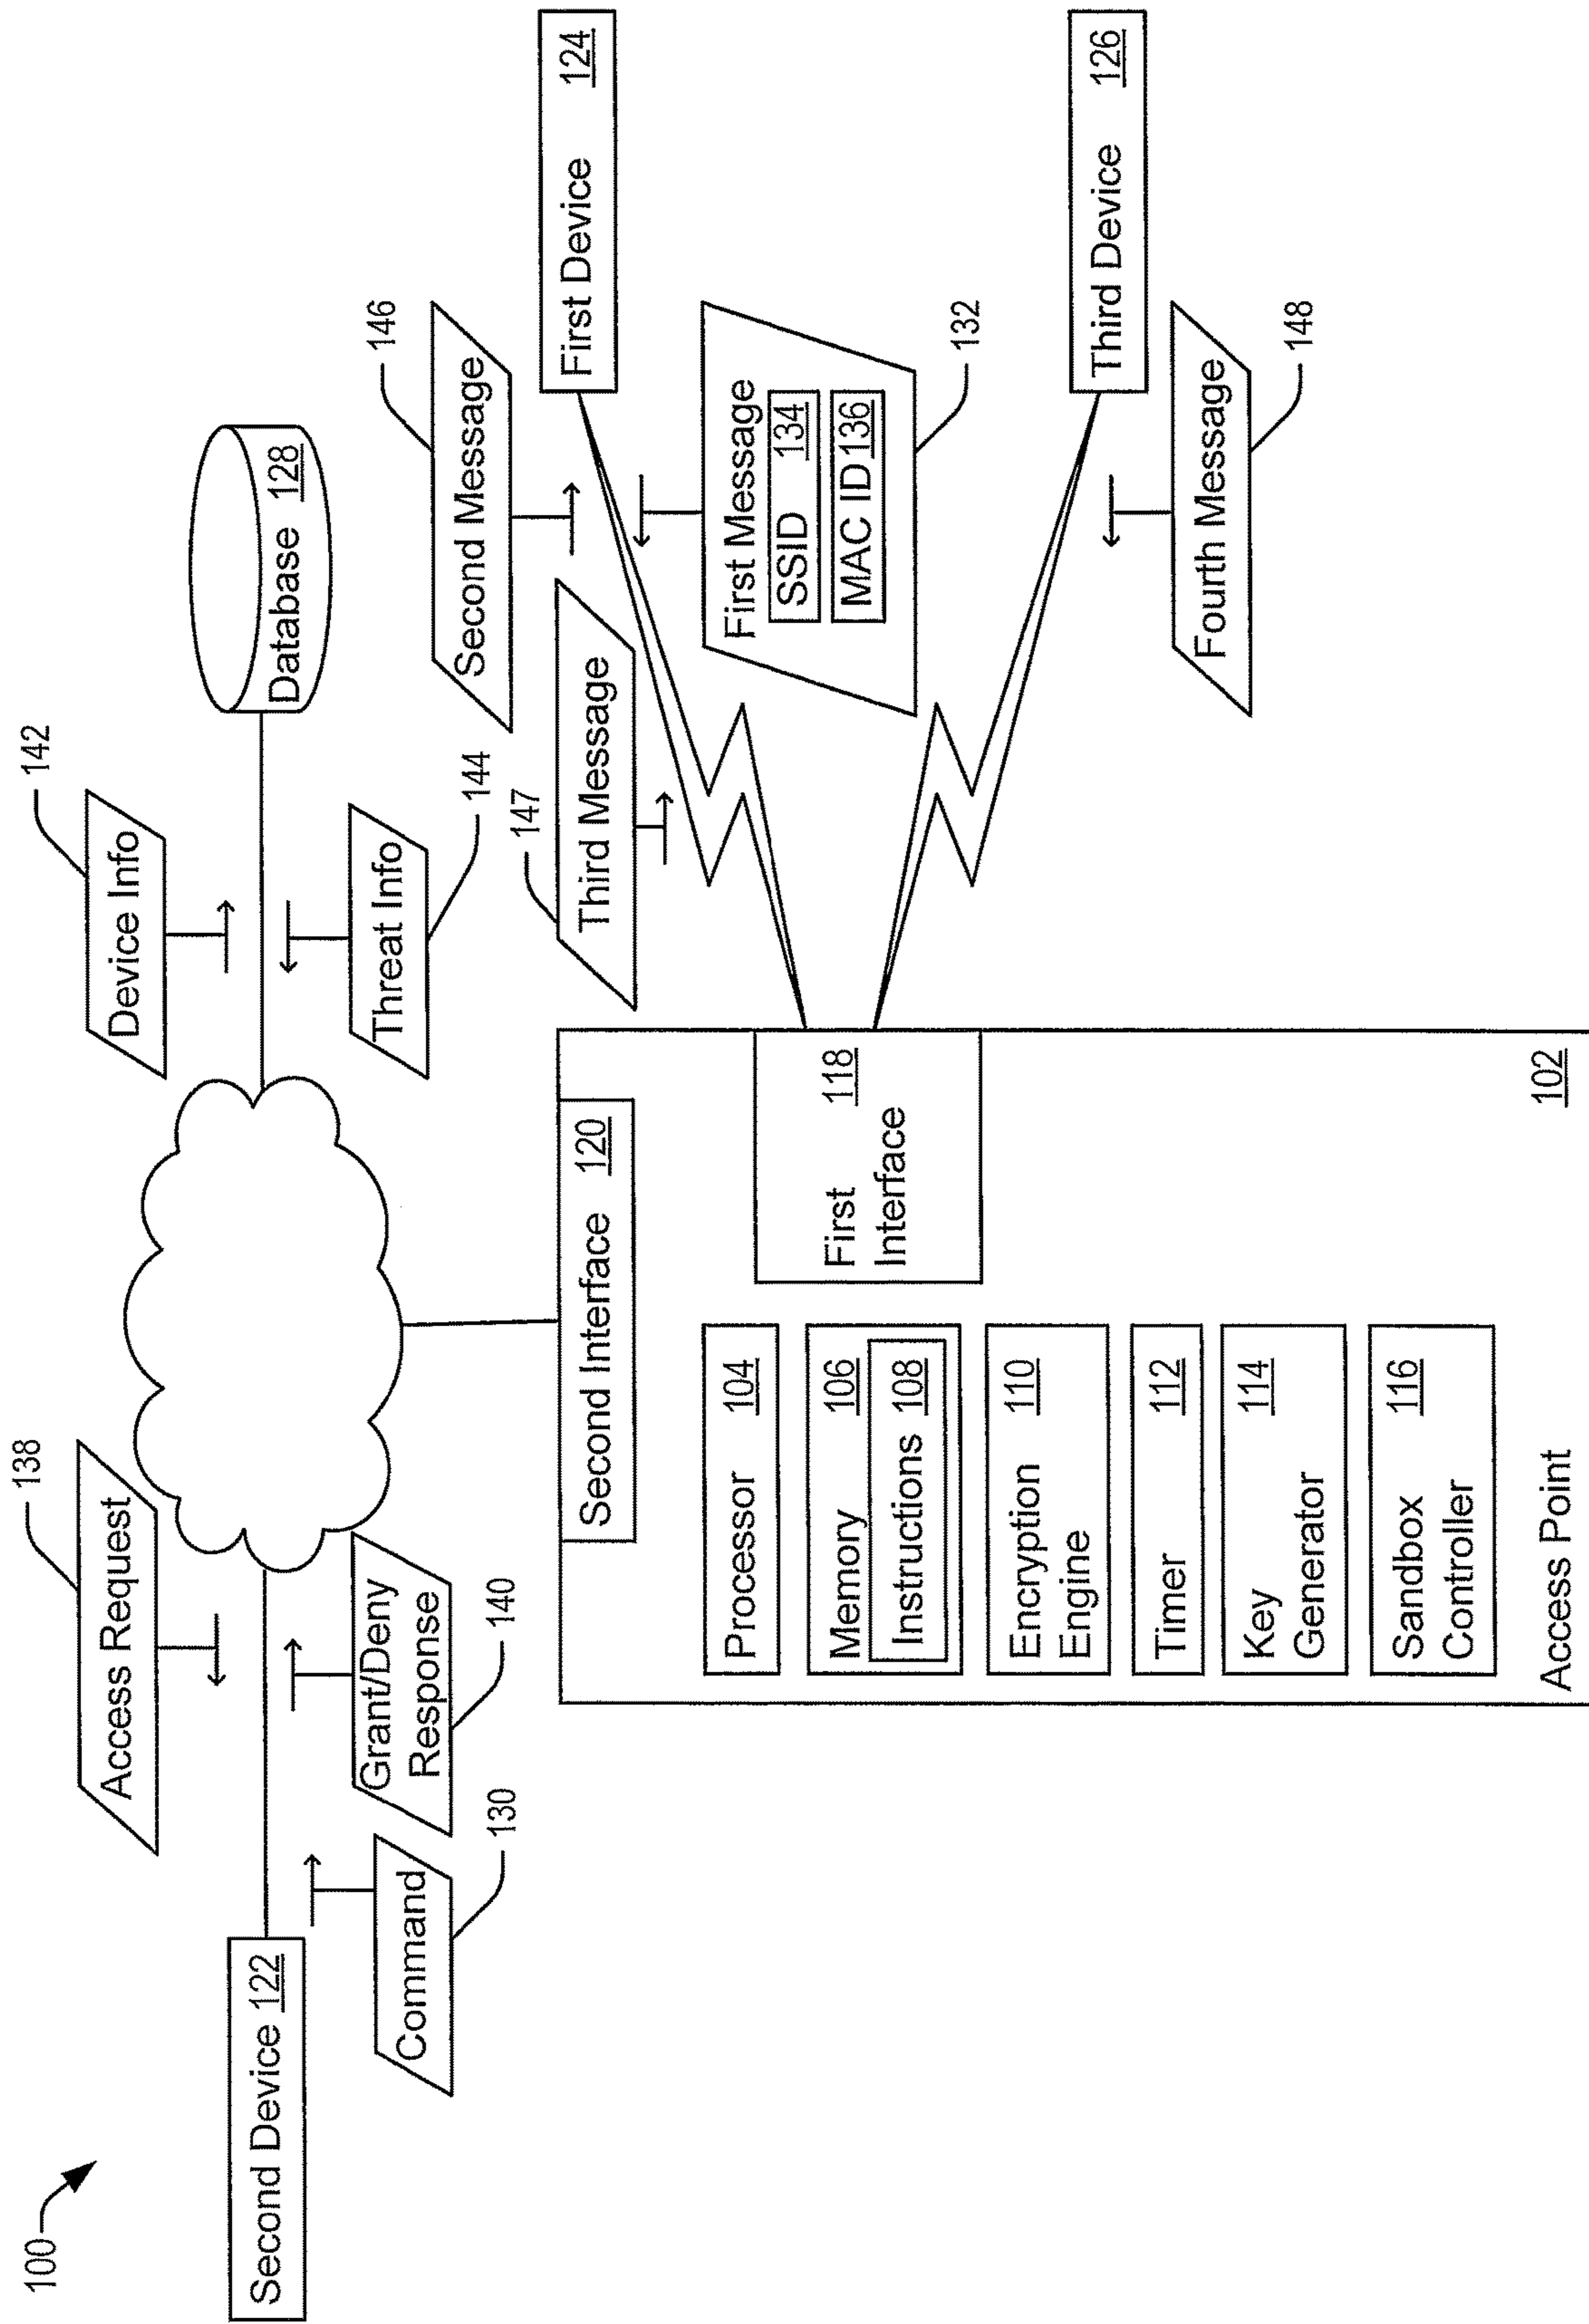 100
Second Device 122
Command
130
138
Access Request
Grant/Deny
Response
140
142
Device Info
Threat Info
144
Database 128
Second Interface 120
First
Interface
118
Processor 104
Memory 106
Instructions 108
Encryption
Engine
110
Timer 112
Key
Generator
114
Sandbox
Controller
116
Access Point
102
147
Third Message
146
Second Message
First Device 124
First Message
SSID 134
MAC ID 136
132
Third Device 126
Fourth Message
148